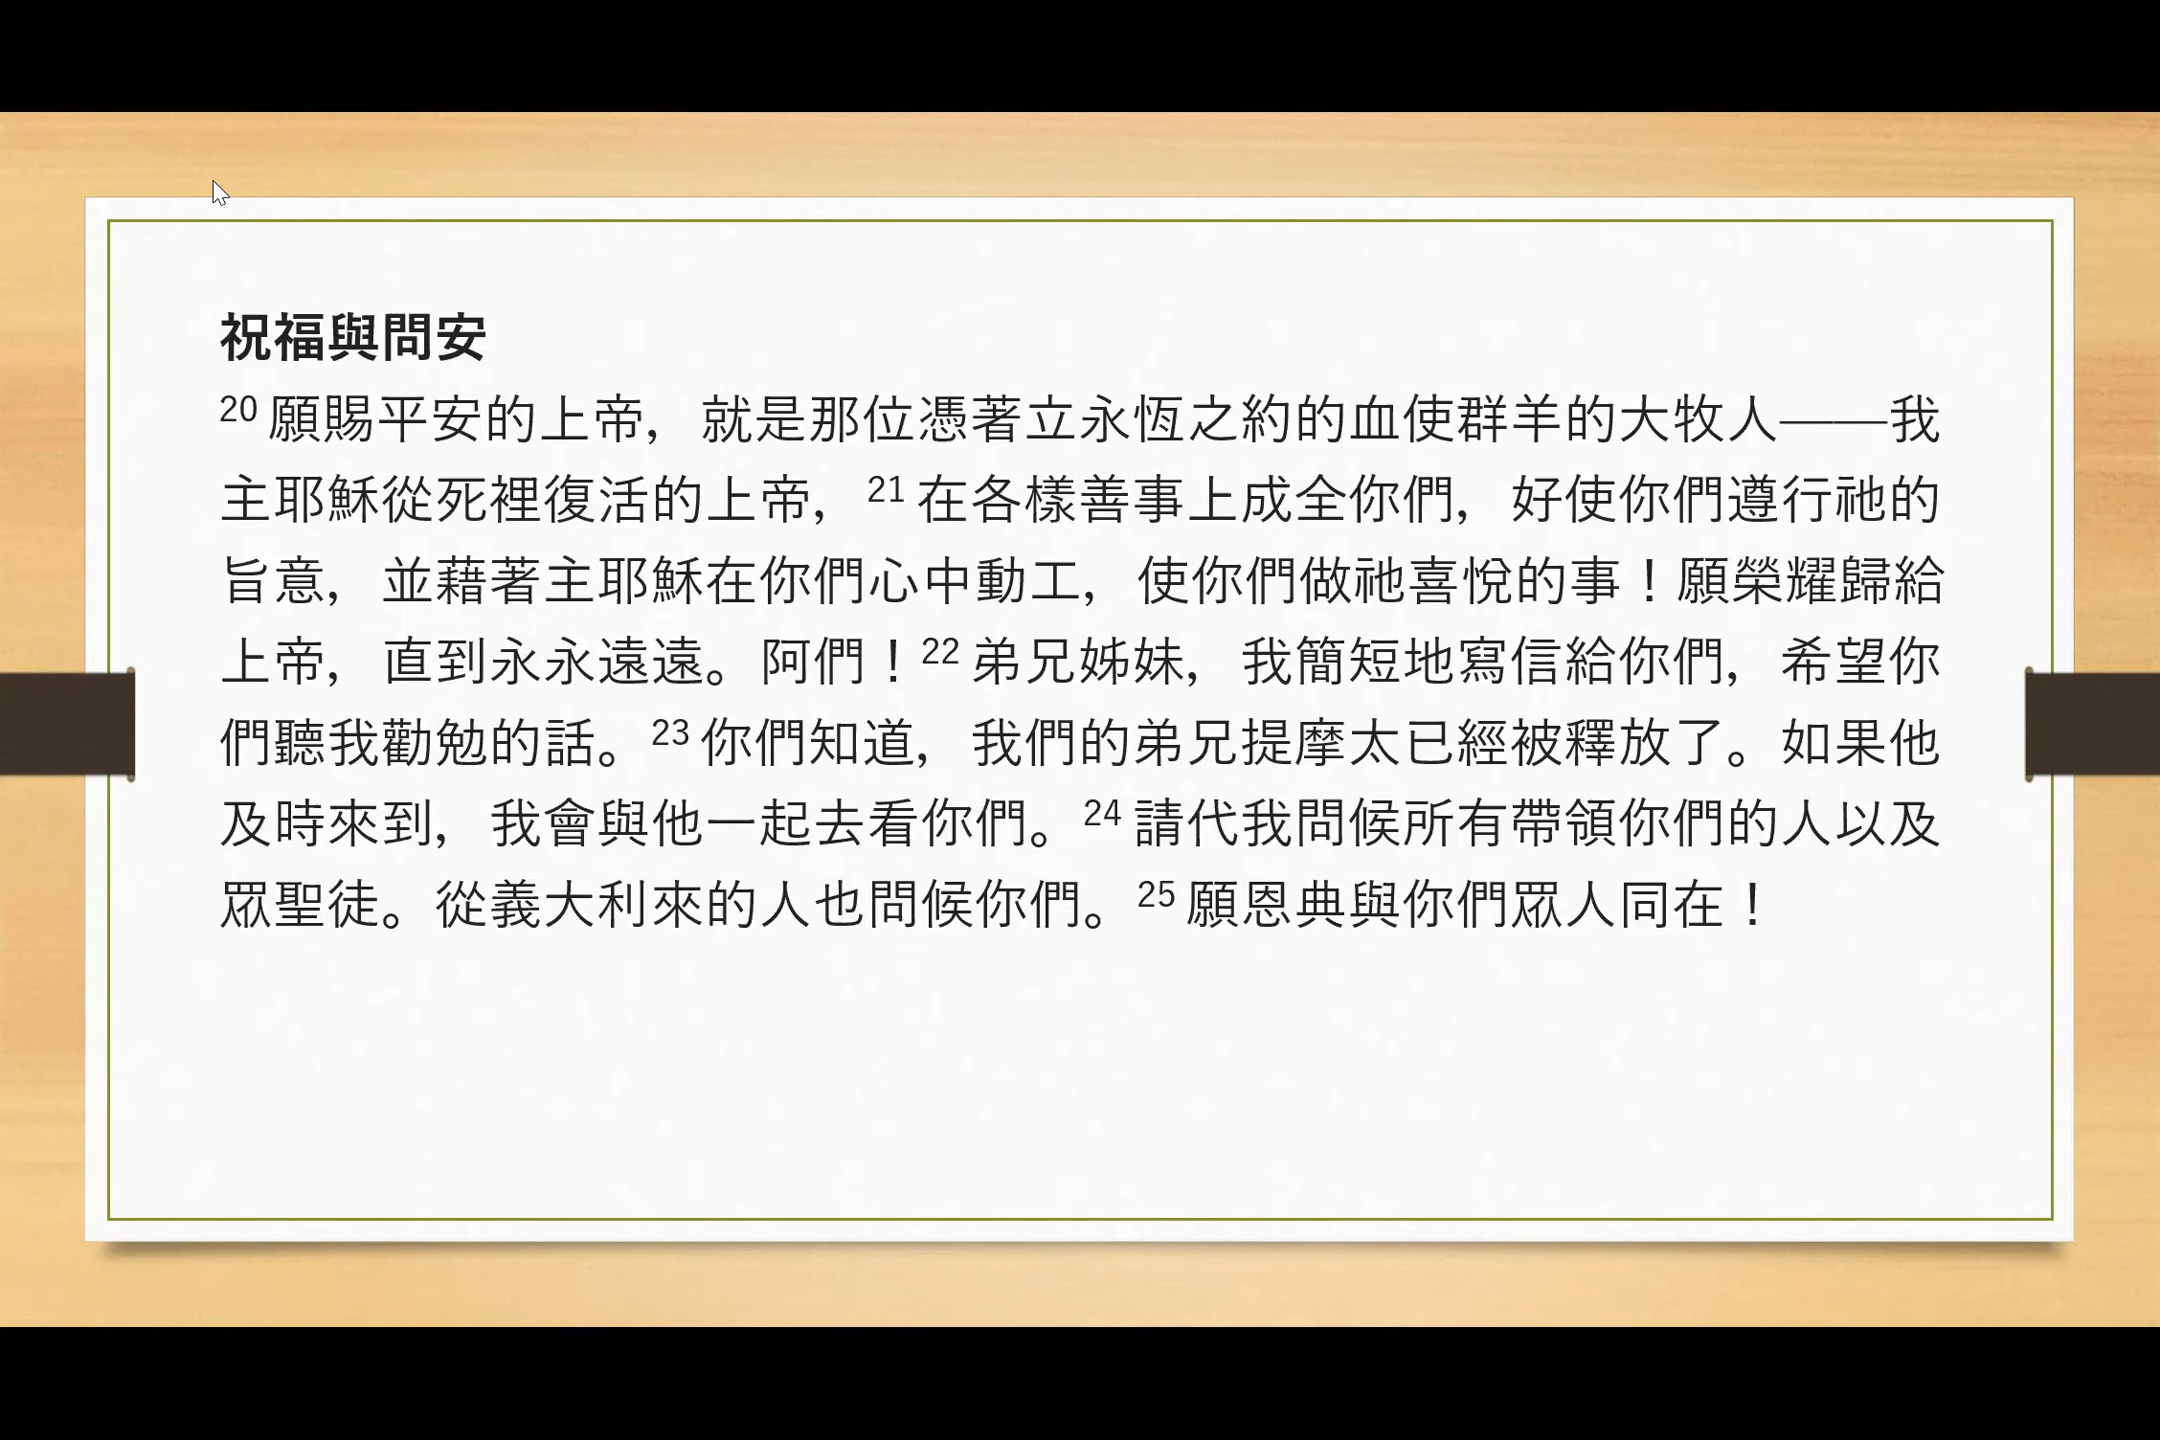 祝福與問安
20 願賜平安的上帝，就是那位憑著立永恆之約的血使群羊的大牧人——我
主耶穌從死裡復活的上帝，21 在各樣善事上成全你們，好使你們遵行祂的
旨意，並藉著主耶穌在你們心中動工，使你們做祂喜悅的事！願榮耀歸給
上帝，直到永永遠遠。阿們！22 弟兄姊妹，我簡短地寫信給你們，希望你
們聽我勸勉的話。23 你們知道，我們的弟兄提摩太已經被釋放了。如果他
及時來到，我會與他一起去看你們。24 請代我問候所有帶領你們的人以及
眾聖徒。從義大利來的人也問候你們。25 願恩典與你們眾人同在！